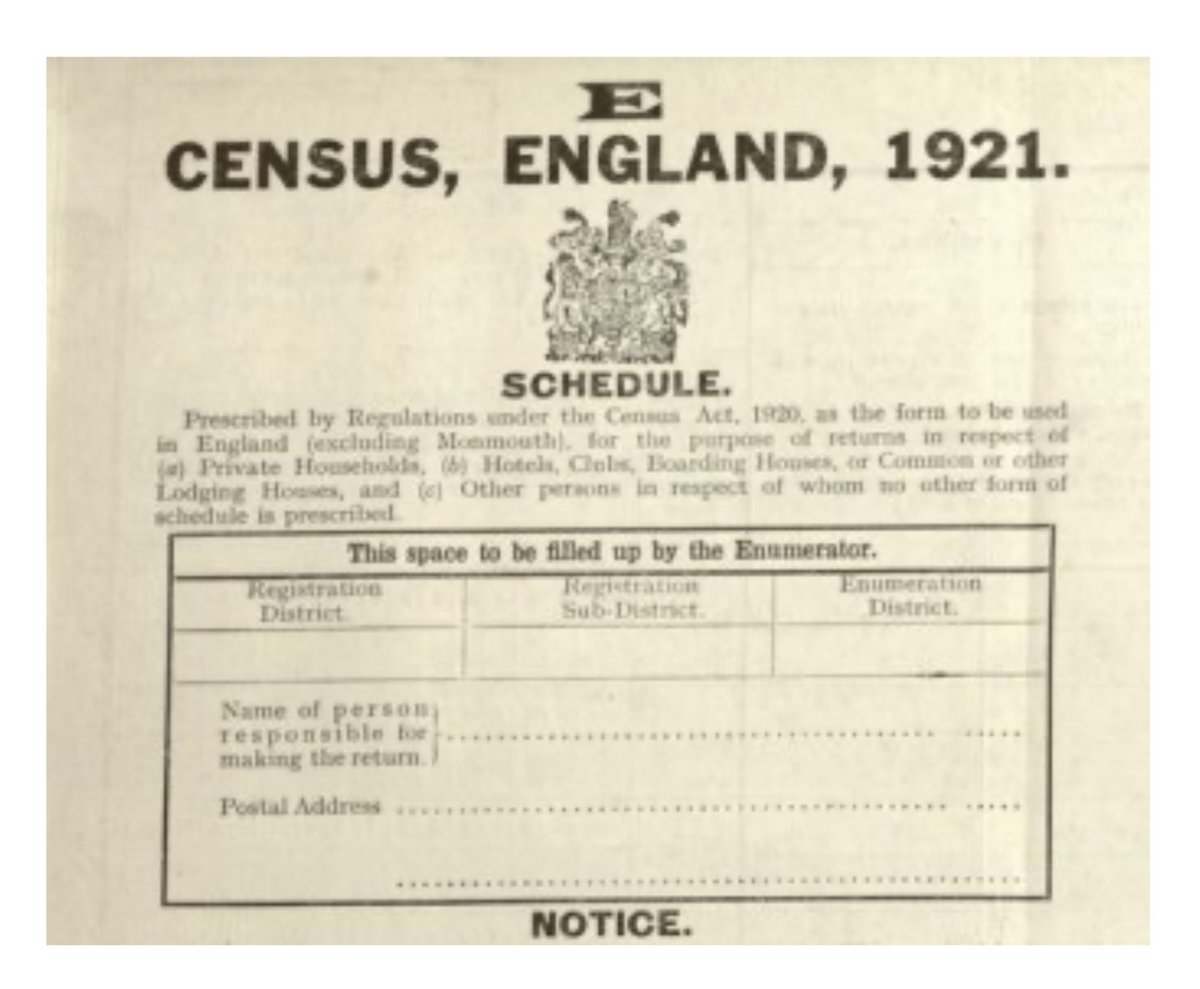 E
CENSUS, ENGLAND, 1921.
SCHEDULE.
Prescribed by Regulations under the Census Act, 1920, as the form to be used
in England (excluding Monmouth), for the purpose of returns in respect of
(a) Private Households, (b) Hotels, Clubs, Boarding Houses, or Common or other
Lodging Houses, and (c) Other persons in respect of whom no other form of
schedule is prescribed.
This space to be filled up by the Enumerator.
Registration District.
Registration Sub-District.
Enumeration District.
Name of person
responsible for
making the return.
Postal Address
NOTICE.